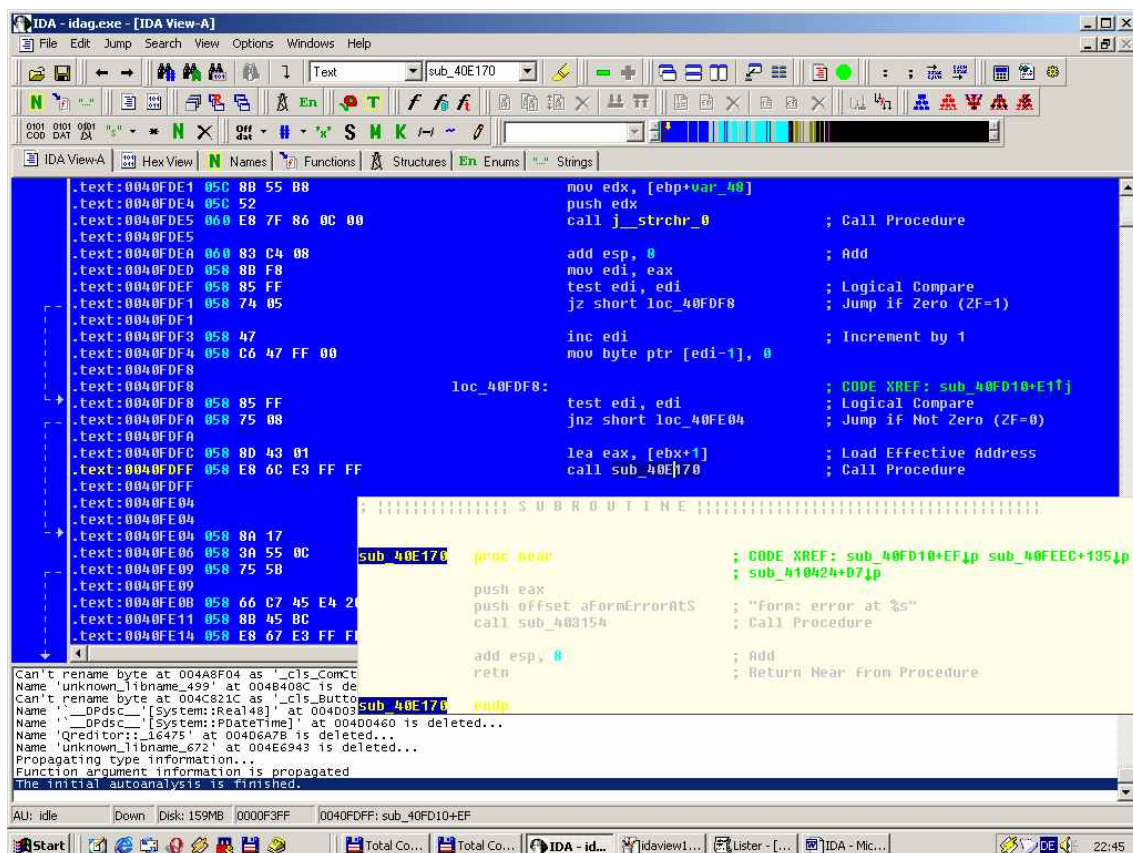 IDA - idag.exe - [IDA View-A]
File Edit Jump Search View Options Windows Help
Text sub_40E170
IDA View-A Hex View N Names Functions Structures En Enums "..." Strings
.text:0040FDE1 05C 8B 55 B8 mov edx, [ebp+var_48]
.text:0040FDE4 05C 52 push edx
.text:0040FDE5 060 E8 7F 86 0C 00 call j__strchr_0 ; Call Procedure
.text:0040FDE5
.text:0040FDEA 060 83 C4 08 add esp, 8 ; Add
.text:0040FDED 058 8B F8 mov edi, eax
.text:0040FDEF 058 85 FF test edi, edi ; Logical Compare
.text:0040FDF1 058 74 05 jz short loc_40FDF8 ; Jump if Zero (ZF=1)
.text:0040FDF1
.text:0040FDF3 058 47 inc edi ; Increment by 1
.text:0040FDF4 058 C6 47 FF 00 mov byte ptr [edi-1], 0
.text:0040FDF8
.text:0040FDF8 loc_40FDF8: ; CODE XREF: sub_40FD10+E1↑j
.text:0040FDF8 058 85 FF test edi, edi ; Logical Compare
.text:0040FDFA 058 75 08 jnz short loc_40FE04 ; Jump if Not Zero (ZF=0)
.text:0040FDFA
.text:0040FDFC 058 8D 43 01 lea eax, [ebx+1] ; Load Effective Address
.text:0040FDFF 058 E8 6C E3 FF FF call sub_40E170 ; Call Procedure
.text:0040FDFF
.text:0040FE04
.text:0040FE04
.text:0040FE04 058 8A 17
.text:0040FE06 058 3A 55 0C
.text:0040FE09 058 75 5B
.text:0040FE09
.text:0040FE0B 058 66 C7 45 E4
.text:0040FE11 058 8B 45 BC
.text:0040FE14 058 E8 67 E3 FF
; S U B R O U T I N E
sub_40E170 proc near ; CODE XREF: sub_40FD10+EF↓p sub_40FEEC+135↓p
; sub_410424+D7↓p
push eax
push offset aFormErrorAtS ; "form: error at %s"
call sub_403154 ; Call Procedure
add esp, 8 ; Add
retn ; Return Near from Procedure
sub_40E170 endp
Can't rename byte at 004A8F04 as '_cls_ComCt
Name 'unknown_libname_499' at 004B408C is de
Can't rename byte at 004C821C as '_cls_Butto
Name '`__DPdsc__'[System::Real48]' at 004D03
Name '`__DPdsc__'[System::PDateTime]' at 004D0460 is deleted...
Name 'Qreditor::_16475' at 004D6A7B is deleted...
Name 'unknown_libname_672' at 004E6943 is deleted...
Propagating type information...
Function argument information is propagated
The initial autoanalysis is finished.
AU: idle Down Disk: 159MB 0000F3FF 0040FDFF: sub_40FD10+EF
Start Total Co... Total Co... IDA - id... idaview1... Lister - [... IDA - Mic... DE 22:45